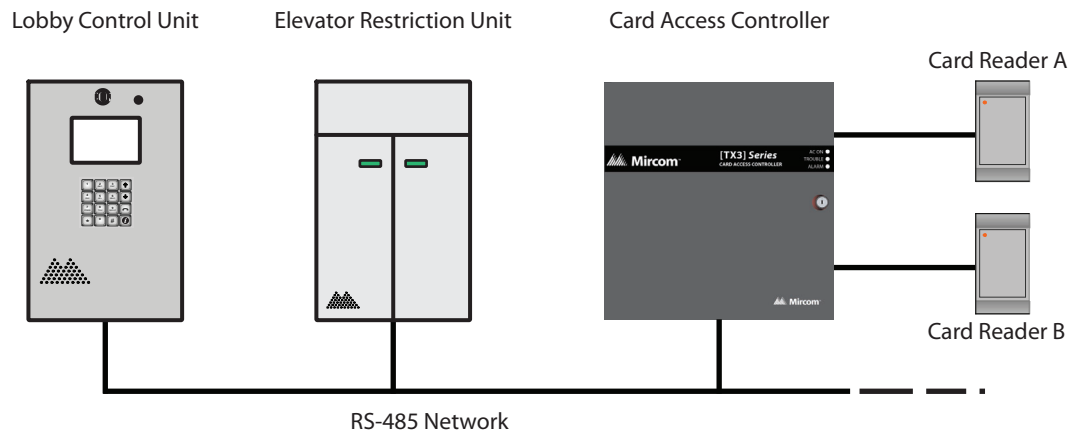 Lobby Control Unit
Elevator Restriction Unit
Card Access Controller
Card Reader A
Mircom
[TX3] Series
CARD ACCESS CONTROLLER
AC ON
TROUBLE
ALARM
Mircom
Card Reader B
RS-485 Network